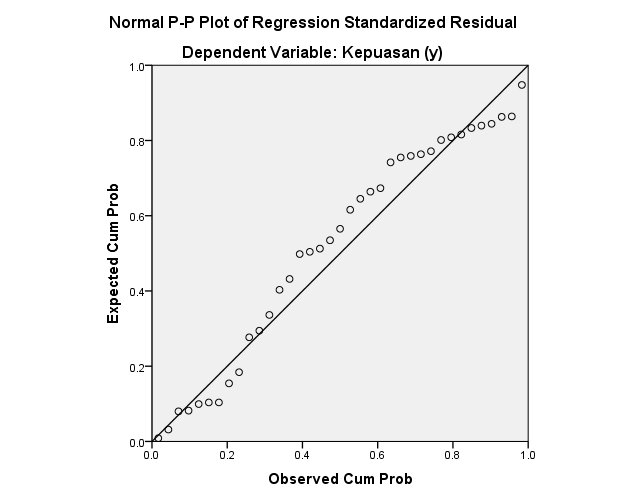 Normal P-P Plot of Regression Standardized Residual
Dependent Variable: Kepuasan (y)
1.0
0.8
0.6
0.4
0.2
0.0
Expected Cum Prob
0.0 0.2 0.4 0.6 0.8 1.0
Observed Cum Prob